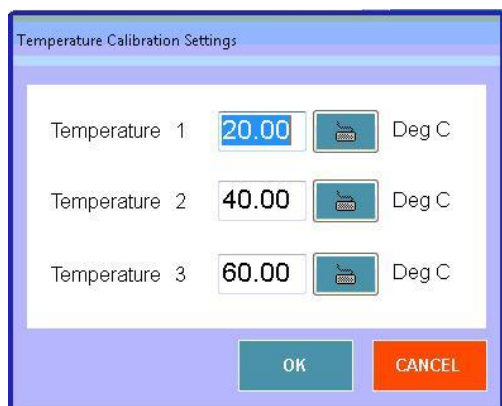 Temperature Calibration Settings
Temperature 1 20.00 Deg C
Temperature 2 40.00 Deg C
Temperature 3 60.00 Deg C
OK CANCEL